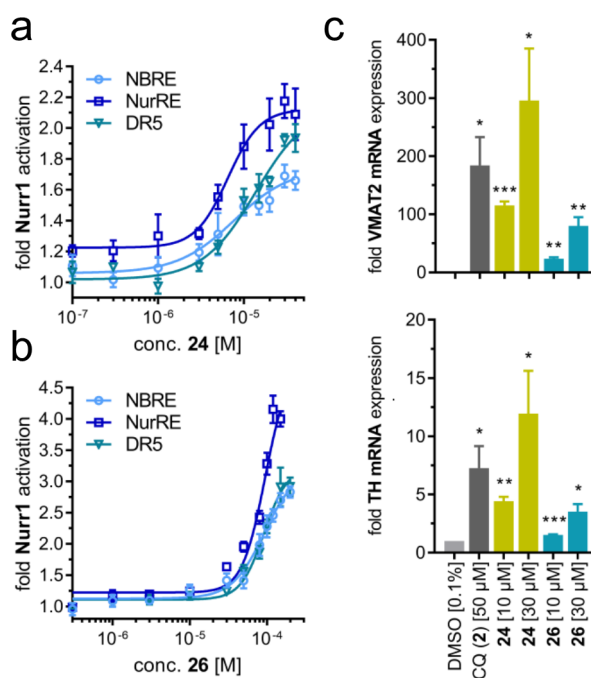 a
NBRE
NurRE
DR5
fold Nurr1 activation
2.4
2.2
2.0
1.8
1.6
1.4
1.2
1.0
10⁻⁷
10⁻⁶
10⁻⁵
conc. 24 [M]
b
NBRE
NurRE
DR5
fold Nurr1 activation
5.0
4.5
4.0
3.5
3.0
2.5
2.0
1.5
1.0
10⁻⁶
10⁻⁵
10⁻⁴
conc. 26 [M]
c
fold VMAT2 mRNA expression
400
300
200
100
0
*
***
*
**
**
fold TH mRNA expression
20
15
10
5
0
*
**
*
***
*
DMSO [0.1%]
CQ (2) [50 µM]
24 [10 µM]
24 [30 µM]
26 [10 µM]
26 [30 µM]